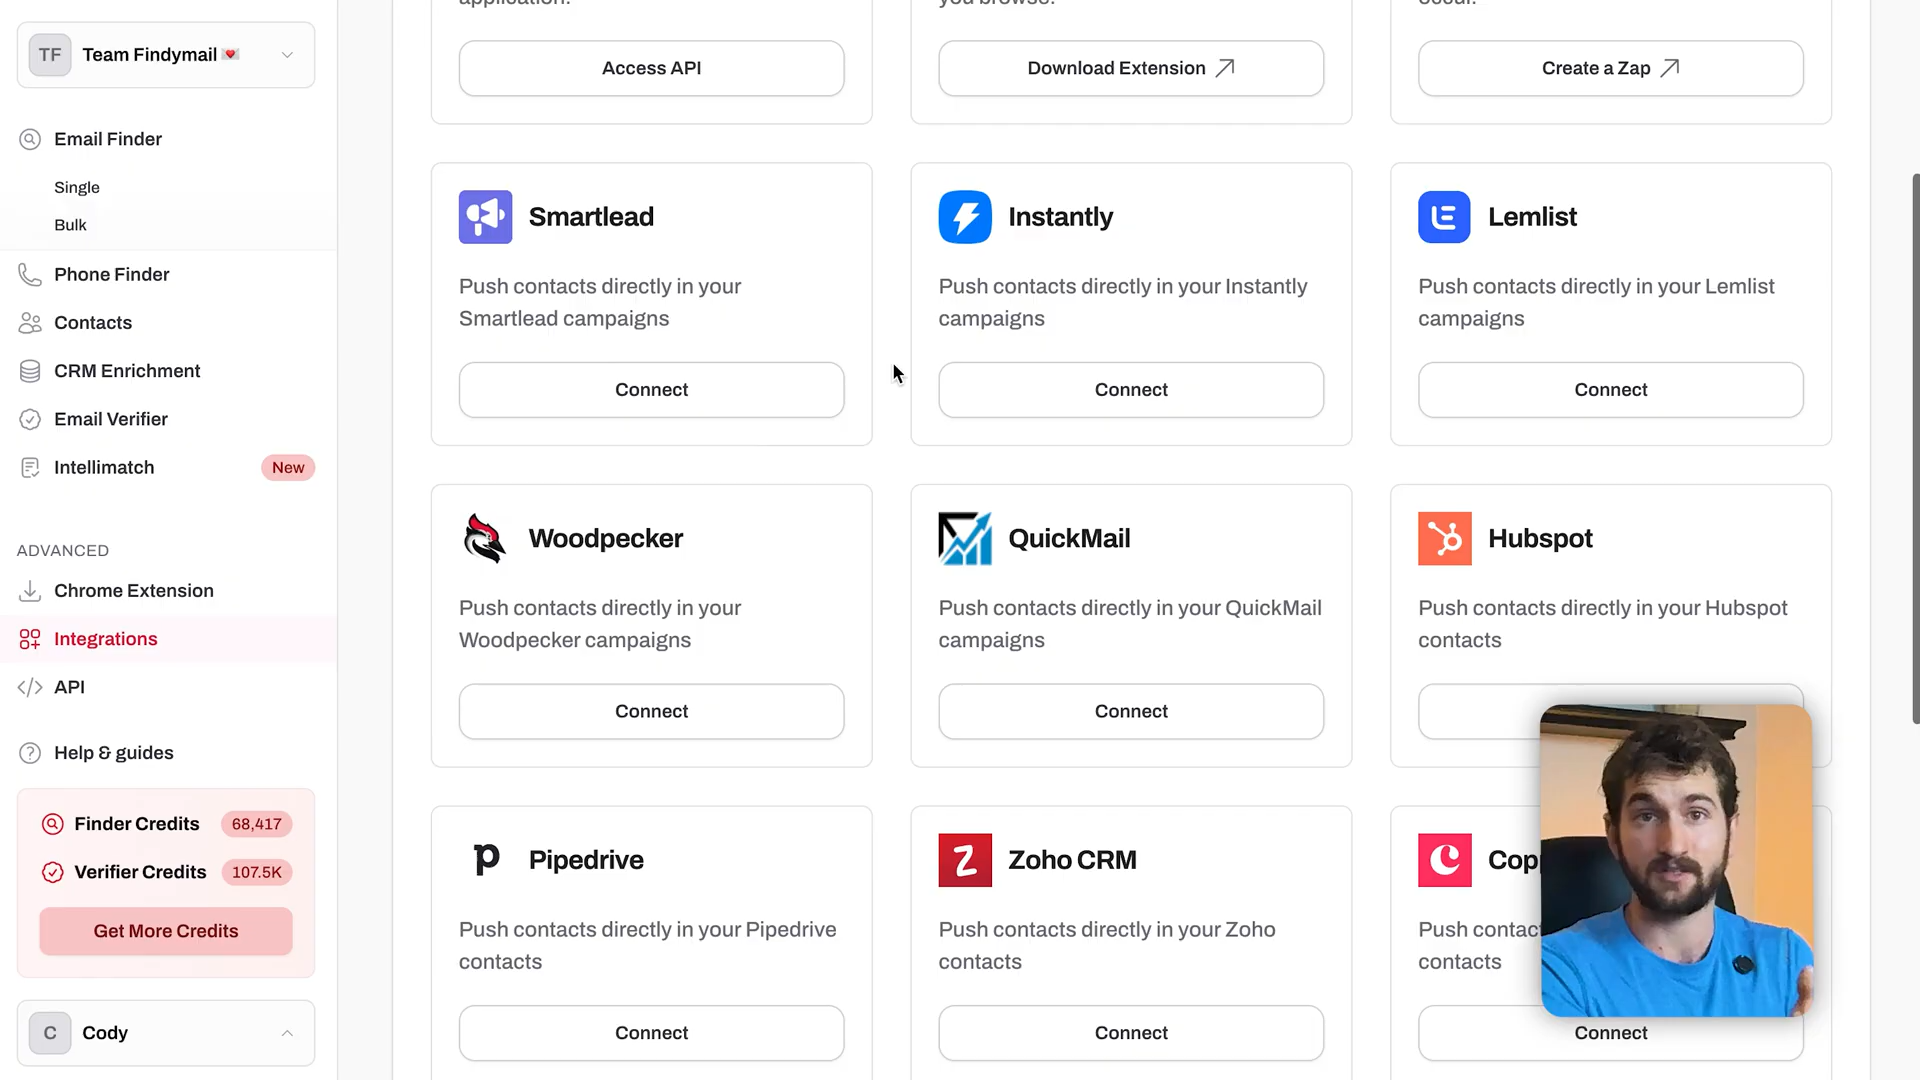 TF
Team Findymail
Email Finder
Single
Bulk
Phone Finder
Contacts
CRM Enrichment
Email Verifier
Intellimatch
New
ADVANCED
Chrome Extension
Integrations
API
Help & guides
Finder Credits
68,417
Verifier Credits
107.5K
Get More Credits
C
Cody
application.
you browse.
occur.
Access API
Download Extension
Create a Zap
Smartlead
Push contacts directly in your
Smartlead campaigns
Connect
Instantly
Push contacts directly in your Instantly
campaigns
Connect
Lemlist
Push contacts directly in your Lemlist
campaigns
Connect
Woodpecker
Push contacts directly in your
Woodpecker campaigns
Connect
QuickMail
Push contacts directly in your QuickMail
campaigns
Connect
Hubspot
Push contacts directly in your Hubspot
contacts
Pipedrive
Push contacts directly in your Pipedrive
contacts
Connect
Zoho CRM
Push contacts directly in your Zoho
contacts
Connect
Push
contacts
Connect